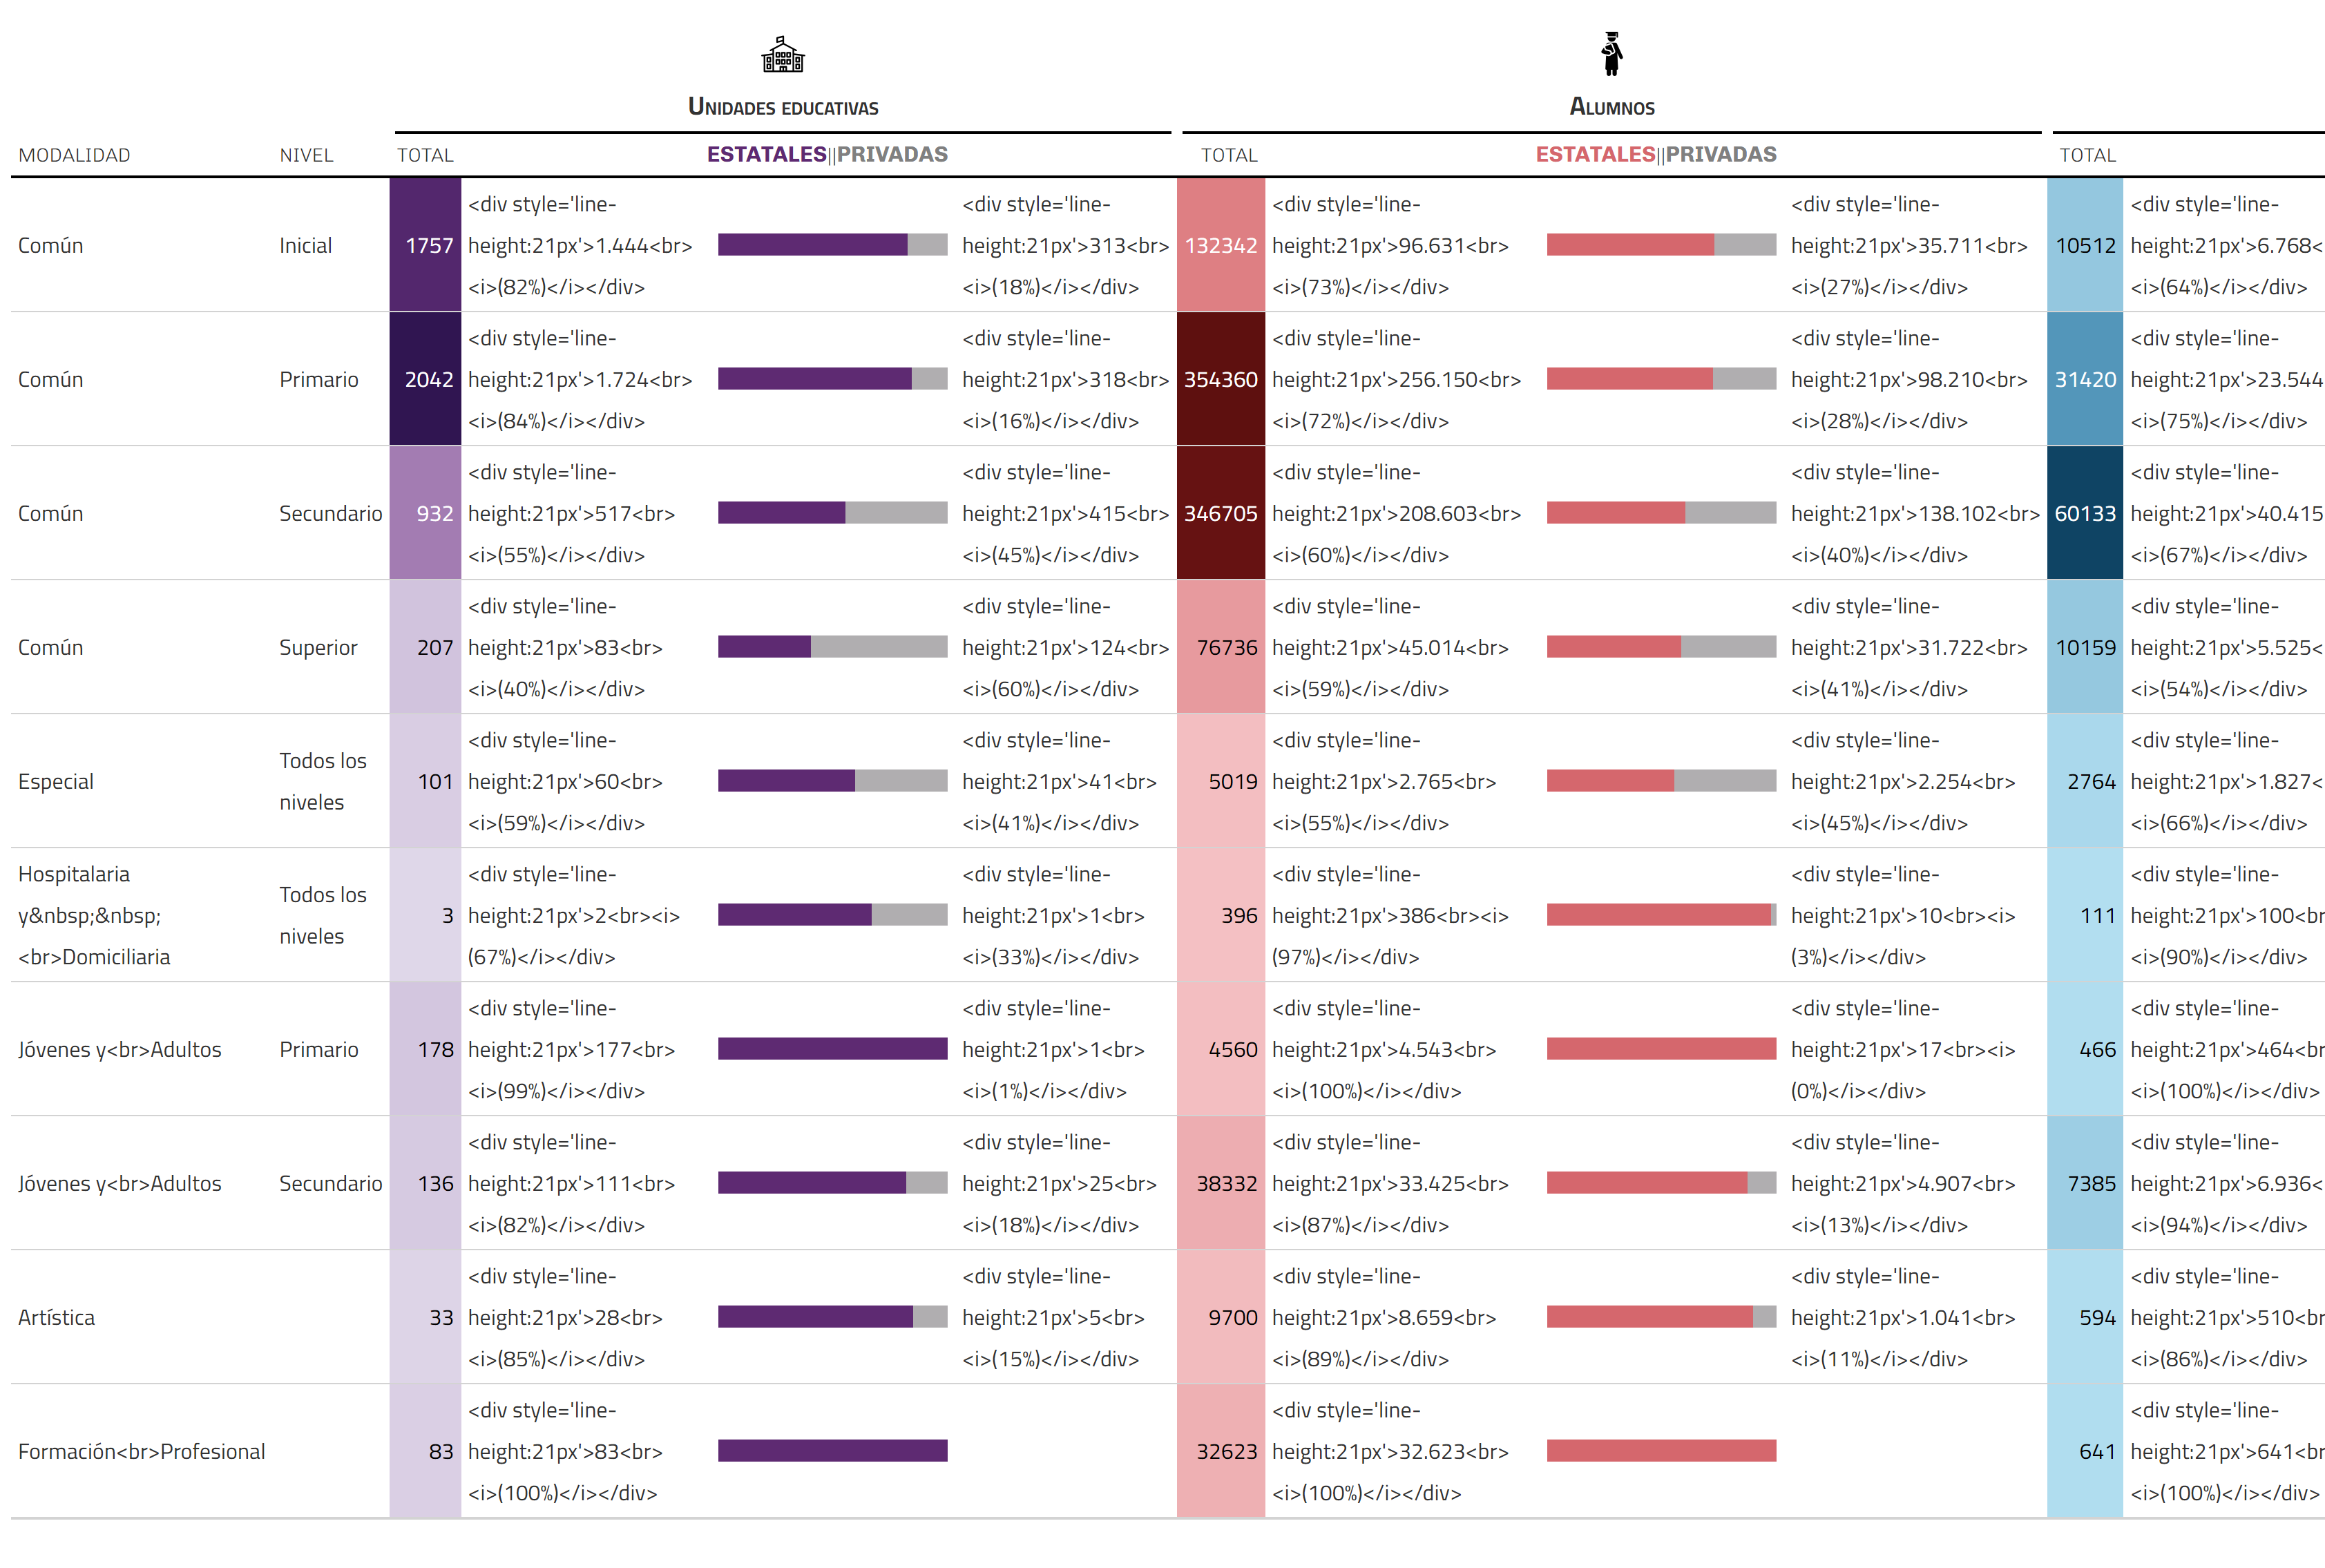 UNIDADES EDUCATIVAS
ALUMNOS
MODALIDAD
NIVEL
TOTAL
ESTATALES||PRIVADAS
TOTAL
ESTATALES||PRIVADAS
TOTAL
Común
Inicial
1757
<div style='line-
height:21px'>1.444<br>
<i>(82%)</i></div>
<div style='line-
height:21px'>313<br>
<i>(18%)</i></div>
132342
<div style='line-
height:21px'>96.631<br>
<i>(73%)</i></div>
<div style='line-
height:21px'>35.711<br>
<i>(27%)</i></div>
10512
<div style='line-
height:21px'>6.768<
<i>(64%)</i></div>
Común
Primario
2042
<div style='line-
height:21px'>1.724<br>
<i>(84%)</i></div>
<div style='line-
height:21px'>318<br>
<i>(16%)</i></div>
354360
<div style='line-
height:21px'>256.150<br>
<i>(72%)</i></div>
<div style='line-
height:21px'>98.210<br>
<i>(28%)</i></div>
31420
<div style='line-
height:21px'>23.544
<i>(75%)</i></div>
Común
Secundario
932
<div style='line-
height:21px'>517<br>
<i>(55%)</i></div>
<div style='line-
height:21px'>415<br>
<i>(45%)</i></div>
346705
<div style='line-
height:21px'>208.603<br>
<i>(60%)</i></div>
<div style='line-
height:21px'>138.102<br>
<i>(40%)</i></div>
60133
<div style='line-
height:21px'>40.415
<i>(67%)</i></div>
Común
Superior
207
<div style='line-
height:21px'>83<br>
<i>(40%)</i></div>
<div style='line-
height:21px'>124<br>
<i>(60%)</i></div>
76736
<div style='line-
height:21px'>45.014<br>
<i>(59%)</i></div>
<div style='line-
height:21px'>31.722<br>
<i>(41%)</i></div>
10159
<div style='line-
height:21px'>5.525<
<i>(54%)</i></div>
Especial
Todos los
niveles
101
<div style='line-
height:21px'>60<br>
<i>(59%)</i></div>
<div style='line-
height:21px'>41<br>
<i>(41%)</i></div>
5019
<div style='line-
height:21px'>2.765<br>
<i>(55%)</i></div>
<div style='line-
height:21px'>2.254<br>
<i>(45%)</i></div>
2764
<div style='line-
height:21px'>1.827<
<i>(66%)</i></div>
Hospitalaria
y&nbsp;&nbsp;
<br>Domiciliaria
Todos los
niveles
3
<div style='line-
height:21px'>2<br><i>
(67%)</i></div>
<div style='line-
height:21px'>1<br>
<i>(33%)</i></div>
396
<div style='line-
height:21px'>386<br><i>
(97%)</i></div>
<div style='line-
height:21px'>10<br><i>
(3%)</i></div>
111
<div style='line-
height:21px'>100<br
<i>(90%)</i></div>
Jóvenes y<br>Adultos
Primario
178
<div style='line-
height:21px'>177<br>
<i>(99%)</i></div>
<div style='line-
height:21px'>1<br>
<i>(1%)</i></div>
4560
<div style='line-
height:21px'>4.543<br>
<i>(100%)</i></div>
<div style='line-
height:21px'>17<br><i>
(0%)</i></div>
466
<div style='line-
height:21px'>464<br
<i>(100%)</i></div>
Jóvenes y<br>Adultos
Secundario
136
<div style='line-
height:21px'>111<br>
<i>(82%)</i></div>
<div style='line-
height:21px'>25<br>
<i>(18%)</i></div>
38332
<div style='line-
height:21px'>33.425<br>
<i>(87%)</i></div>
<div style='line-
height:21px'>4.907<br>
<i>(13%)</i></div>
7385
<div style='line-
height:21px'>6.936<
<i>(94%)</i></div>
Artística
33
<div style='line-
height:21px'>28<br>
<i>(85%)</i></div>
<div style='line-
height:21px'>5<br>
<i>(15%)</i></div>
9700
<div style='line-
height:21px'>8.659<br>
<i>(89%)</i></div>
<div style='line-
height:21px'>1.041<br>
<i>(11%)</i></div>
594
<div style='line-
height:21px'>510<br
<i>(86%)</i></div>
Formación<br>Profesional
83
<div style='line-
height:21px'>83<br>
<i>(100%)</i></div>
32623
<div style='line-
height:21px'>32.623<br>
<i>(100%)</i></div>
641
<div style='line-
height:21px'>641<br
<i>(100%)</i></div>